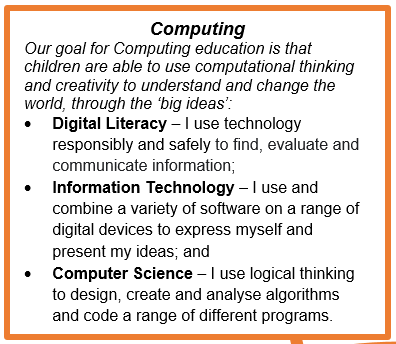 Computing
Our goal for Computing education is that
children are able to use computational thinking
and creativity to understand and change the
world, through the ‘big ideas’:
• Digital Literacy – I use technology
responsibly and safely to find, evaluate and
communicate information;
• Information Technology – I use and
combine a variety of software on a range of
digital devices to express myself and
present my ideas; and
• Computer Science – I use logical thinking
to design, create and analyse algorithms
and code a range of different programs.